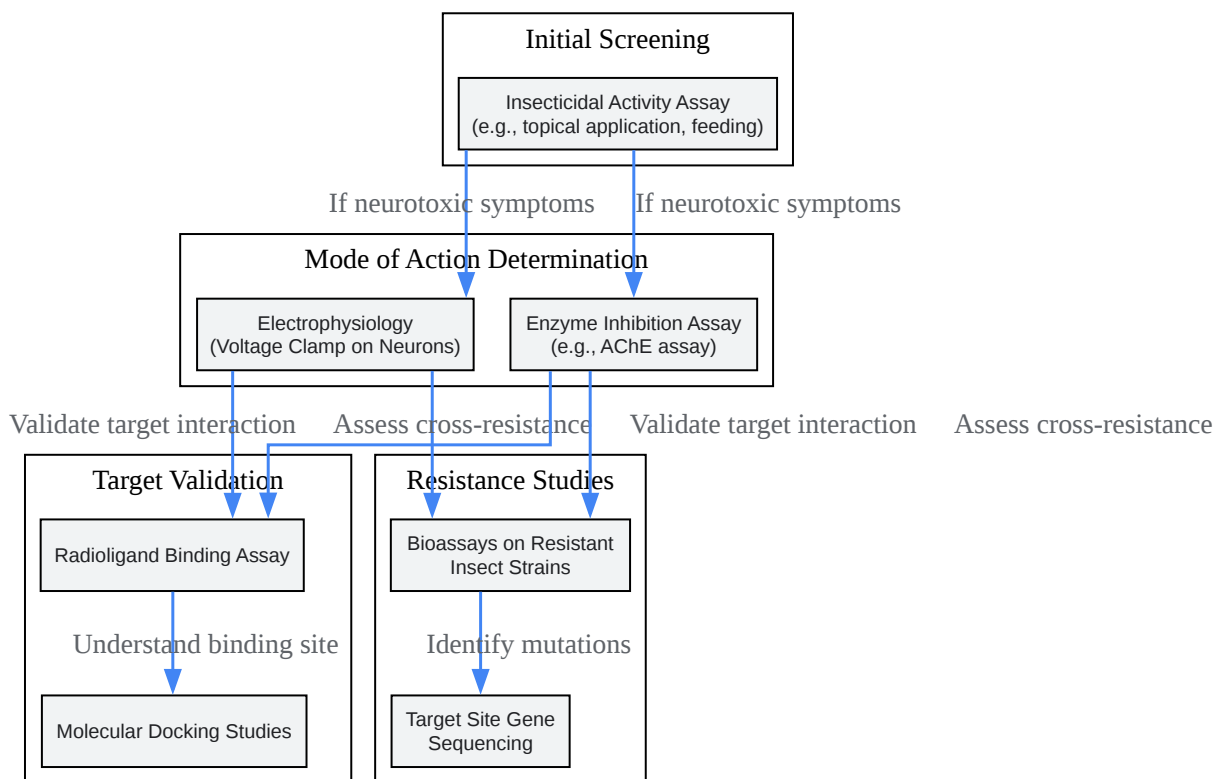 Initial Screening
Insecticidal Activity Assay
(e.g., topical application, feeding)
If neurotoxic symptoms
If neurotoxic symptoms
Mode of Action Determination
Electrophysiology
(Voltage Clamp on Neurons)
Enzyme Inhibition Assay
(e.g., AChE assay)
Validate target interaction
Assess cross-resistance
Validate target interaction
Assess cross-resistance
Target Validation
Resistance Studies
Radioligand Binding Assay
Bioassays on Resistant
Insect Strains
Understand binding site
Identify mutations
Molecular Docking Studies
Target Site Gene
Sequencing